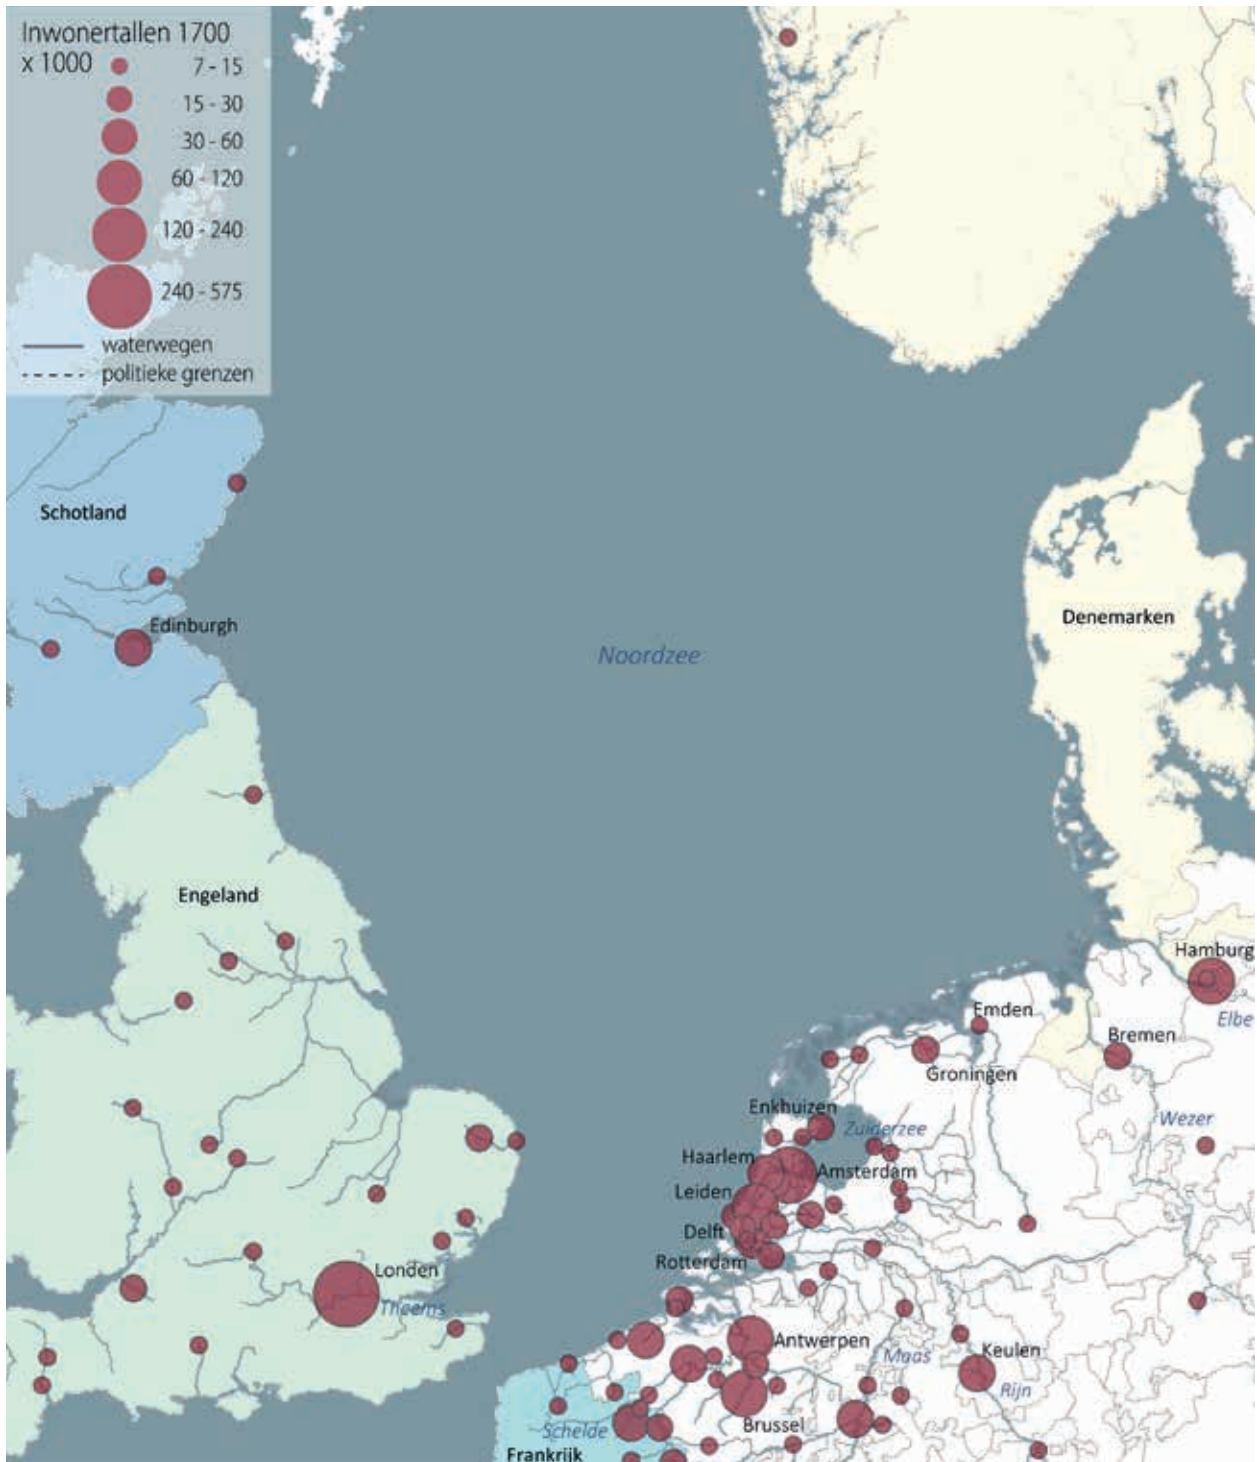 Inwonertallen 1700
x 1000
7 - 15
15 - 30
30 - 60
60 - 120
120 - 240
240 - 575
waterwegen
politieke grenzen
Schotland
Edinburgh
Noordzee
Denemarken
Engeland
Hamburg
Elbe
Emden
Bremen
Groningen
Enkhuizen
Zuiderzee
Wezer
Haarlem
Amsterdam
Leiden
Delft
Rotterdam
Londen
Theems
Antwerpen
Maas
Keulen
Rijn
Brussel
Schelde
Frankrijk